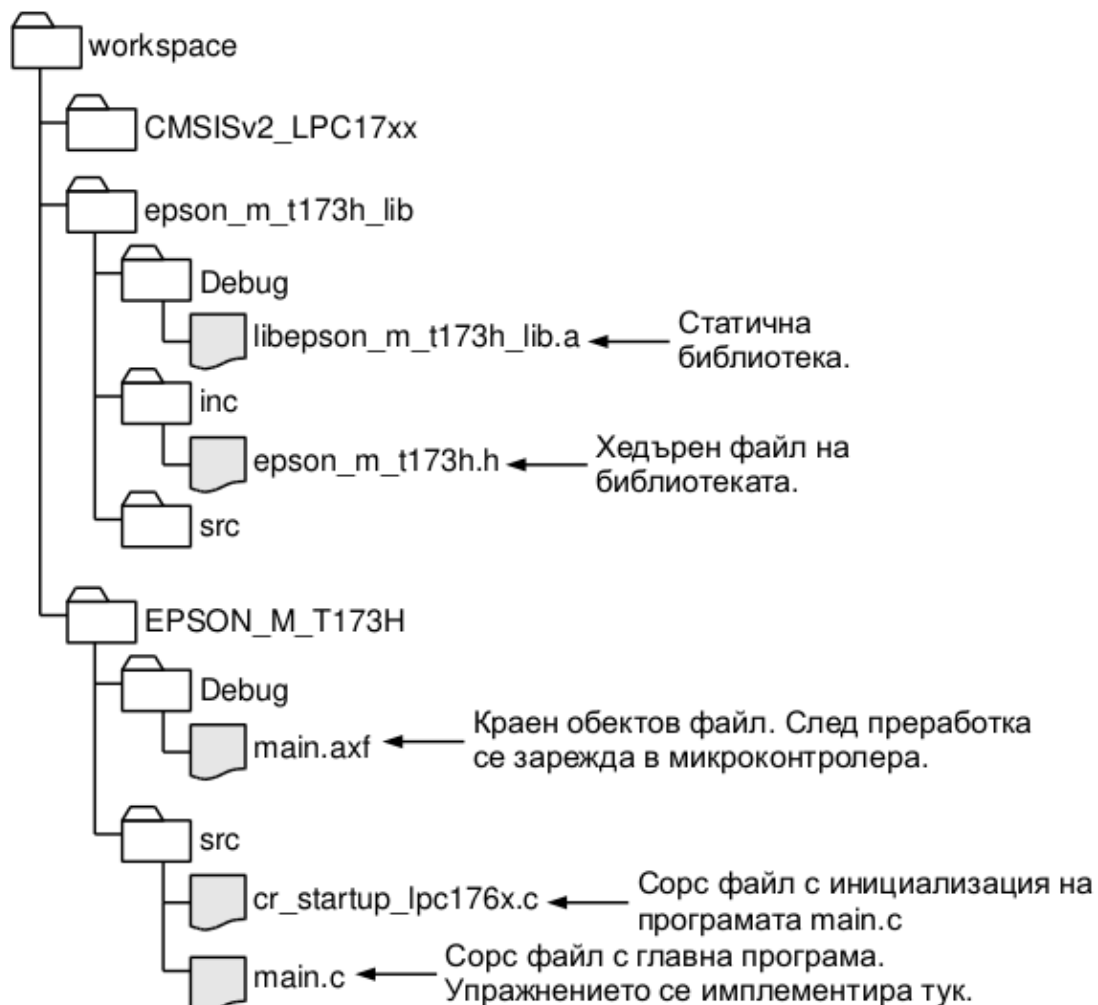 workspace
CMSISv2_LPC17xx
epson_m_t173h_lib
Debug
libepson_m_t173h_lib.a
Статична
библиотека.
inc
epson_m_t173h.h
Хедърен файл на
библиотеката.
src
EPSON_M_T173H
Debug
main.axf
Краен обектов файл. След преработка
се зарежда в микроконтролера.
src
cr_startup_lpc176x.c
Сорс файл с инициализация на
програмата main.c
main.c
Сорс файл с главна програма.
Упражнението се имплементира тук.